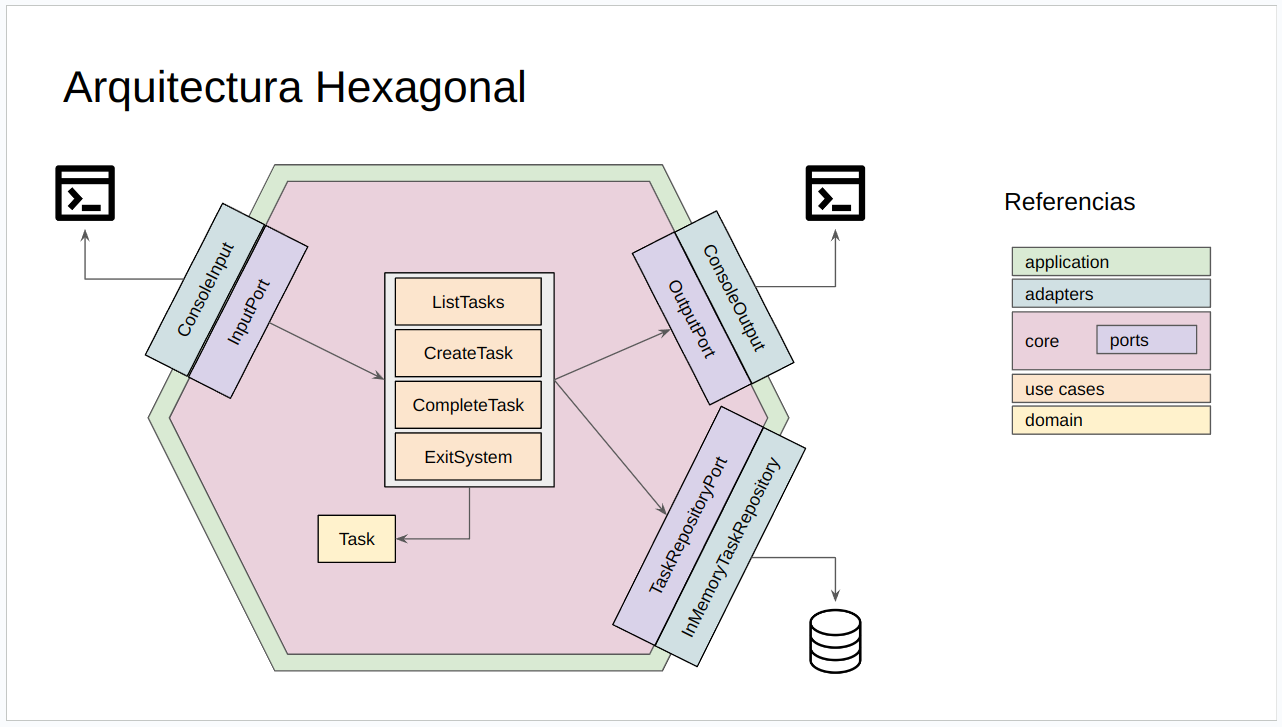 Arquitectura Hexagonal
ConsoleInput
InputPort
ListTasks
CreateTask
CompleteTask
ExitSystem
Task
OutputPort
ConsoleOutput
TaskRepositoryPort
InMemoryTaskRepository
Referencias
application
adapters
core
ports
use cases
domain